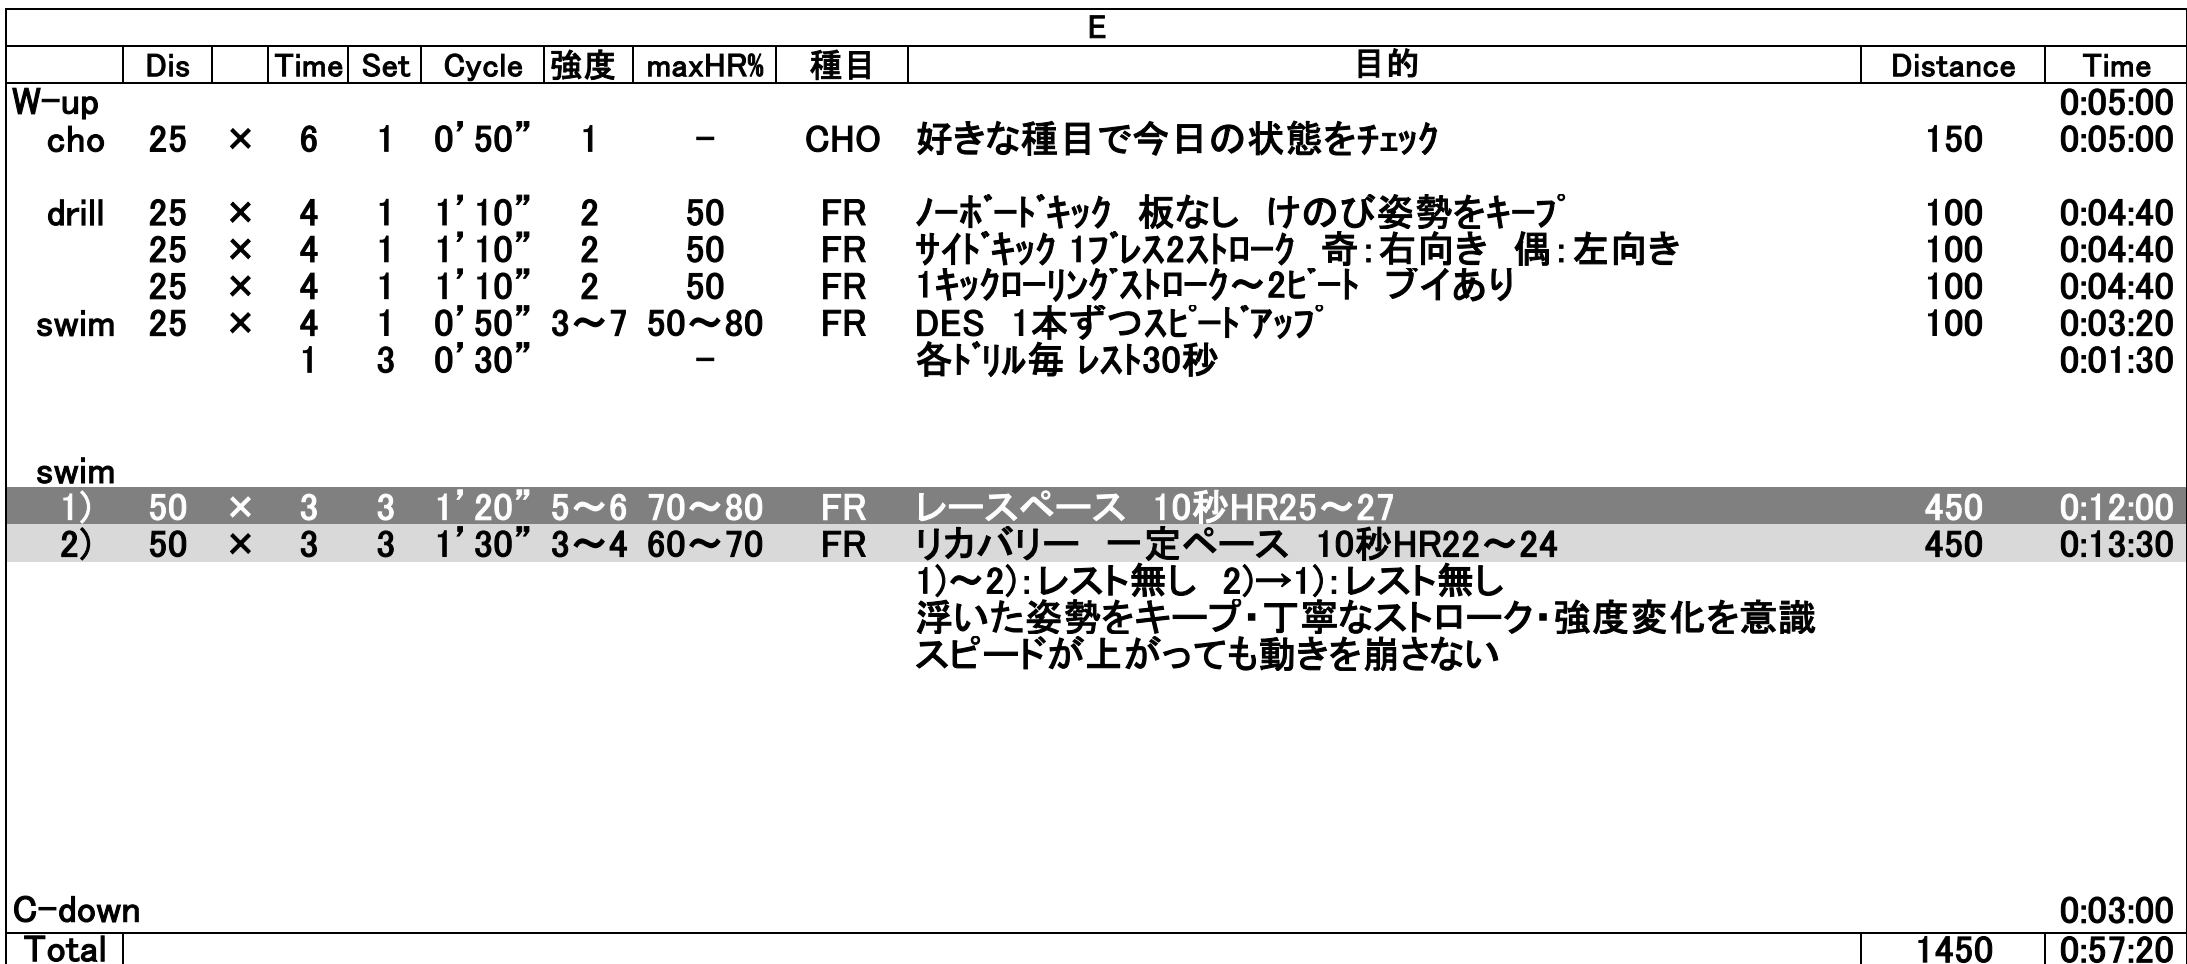 E
Dis Time Set Cycle 強度 maxHR% 種目 目的 Distance Time
W-up 0:05:00
cho 25 × 6 1 0’50” 1 - CHO 好きな種目で今日の状態をﾁｪｯｸ 150 0:05:00
drill 25 × 4 1 1’10” 2 50 FR ﾉｰﾎﾞｰﾄﾞｷｯｸ 板なし けのび姿勢をｷｰﾌﾟ 100 0:04:40
25 × 4 1 1’10” 2 50 FR ｻｲﾄﾞｷｯｸ 1ﾌﾞﾚｽ2ｽﾄﾛｰｸ 奇：右向き 偶：左向き 100 0:04:40
25 × 4 1 1’10” 2 50 FR 1ｷｯｸﾛｰﾘﾝｸﾞｽﾄﾛｰｸ～2ﾋﾞｰﾄ ブイあり 100 0:04:40
swim 25 × 4 1 0’50” 3～7 50～80 FR DES 1本ずつｽﾋﾟｰﾄﾞｱｯﾌﾟ 100 0:03:20
1 3 0’30” - 各ﾄﾞﾘﾙ毎 ﾚｽﾄ30秒 0:01:30
swim
1) 50 × 3 3 1’20” 5～6 70～80 FR レースペース 10秒HR25～27 450 0:12:00
2) 50 × 3 3 1’30” 3～4 60～70 FR リカバリー 一定ペース 10秒HR22～24 450 0:13:30
1)～2)：レスト無し 2)→1)：レスト無し
浮いた姿勢をキープ・丁寧なストローク・強度変化を意識
スピードが上がっても動きを崩さない
C-down 0:03:00
Total 1450 0:57:20